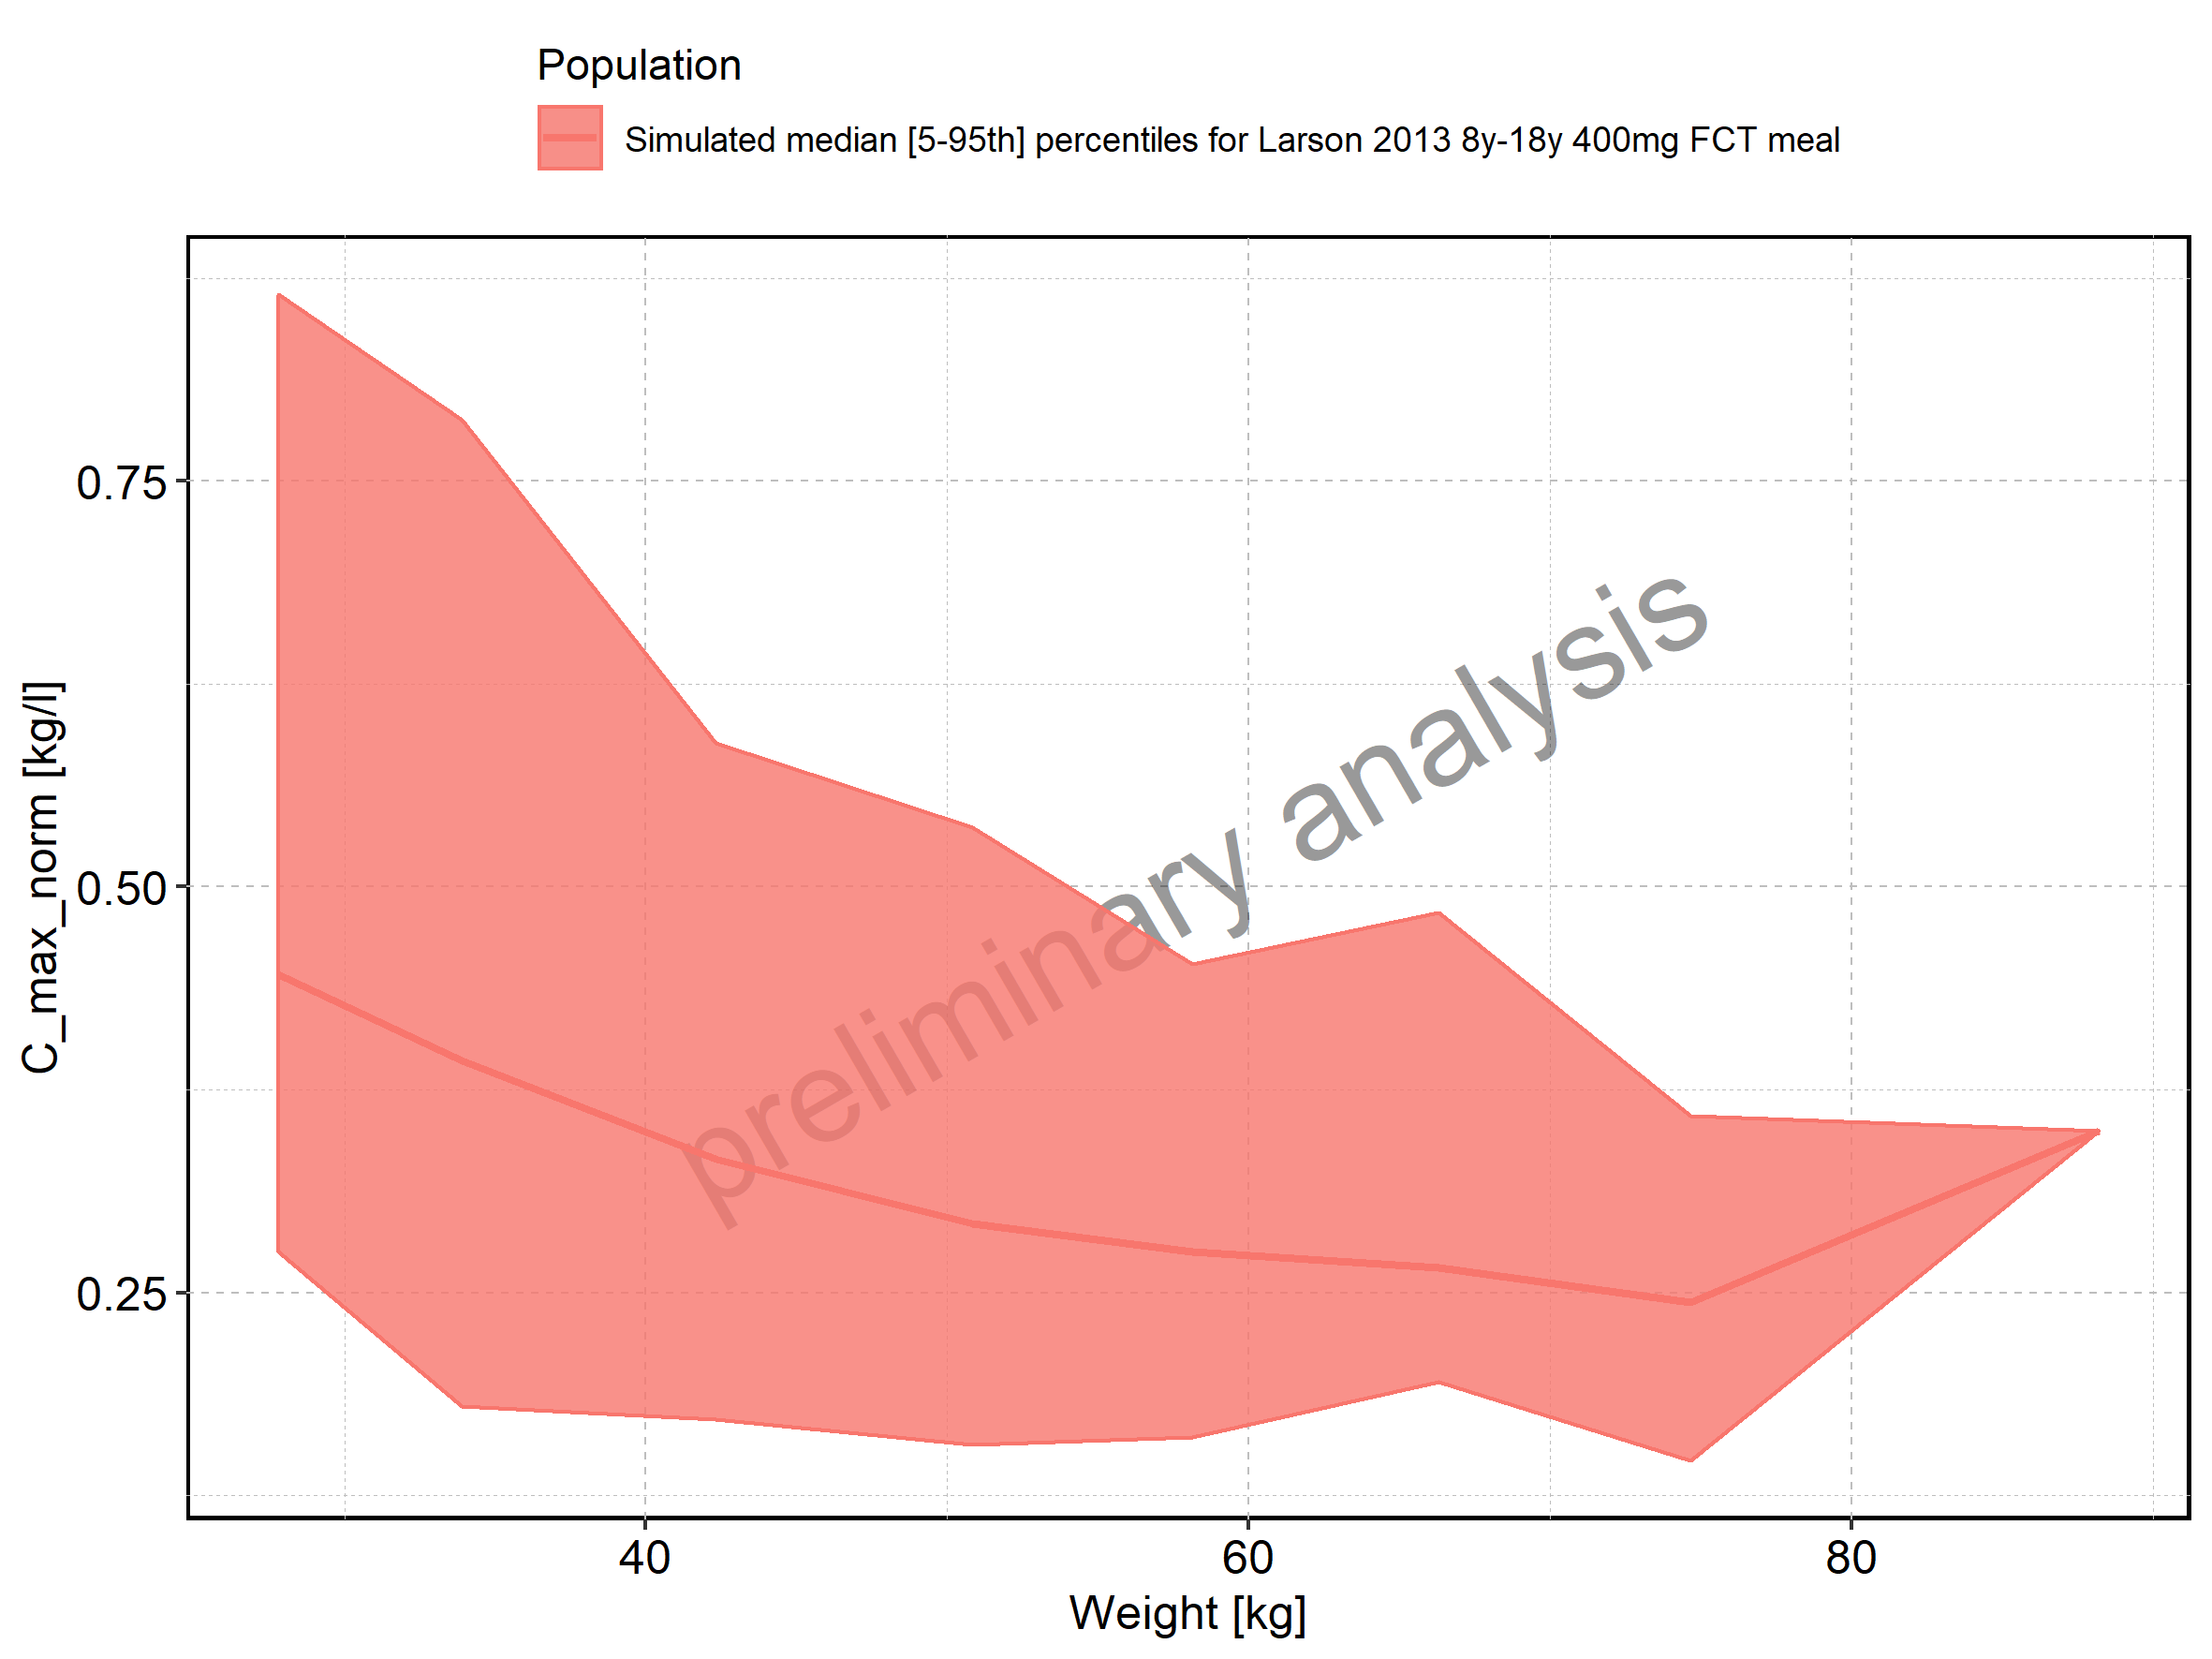 Population
Simulated median [5-95th] percentiles for Larson 2013 8y-18y 400mg FCT meal
C_max_norm [kg/l]
0.75
0.50
0.25
preliminary analysis
40 60 80
Weight [kg]